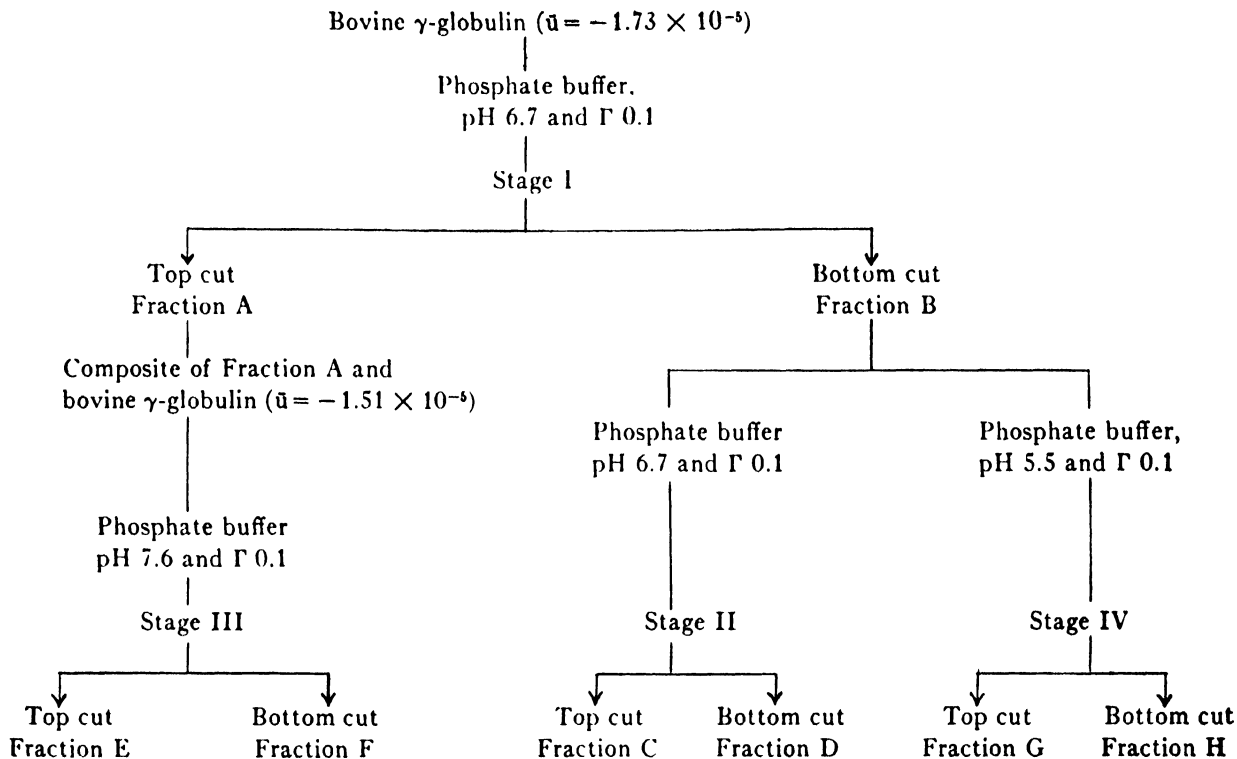 Bovine γ-globulin (ū = −1.73 × 10⁻⁵)
Phosphate buffer.
pH 6.7 and Γ 0.1
Stage I
Top cut
Fraction A
Bottom cut
Fraction B
Composite of Fraction A and
bovine γ-globulin (ū = −1.51 × 10⁻⁵)
Phosphate buffer
pH 7.6 and Γ 0.1
Stage III
Phosphate buffer
pH 6.7 and Γ 0.1
Stage II
Phosphate buffer,
pH 5.5 and Γ 0.1
Stage IV
Top cut
Fraction E
Bottom cut
Fraction F
Top cut
Fraction C
Bottom cut
Fraction D
Top cut
Fraction G
Bottom cut
Fraction H